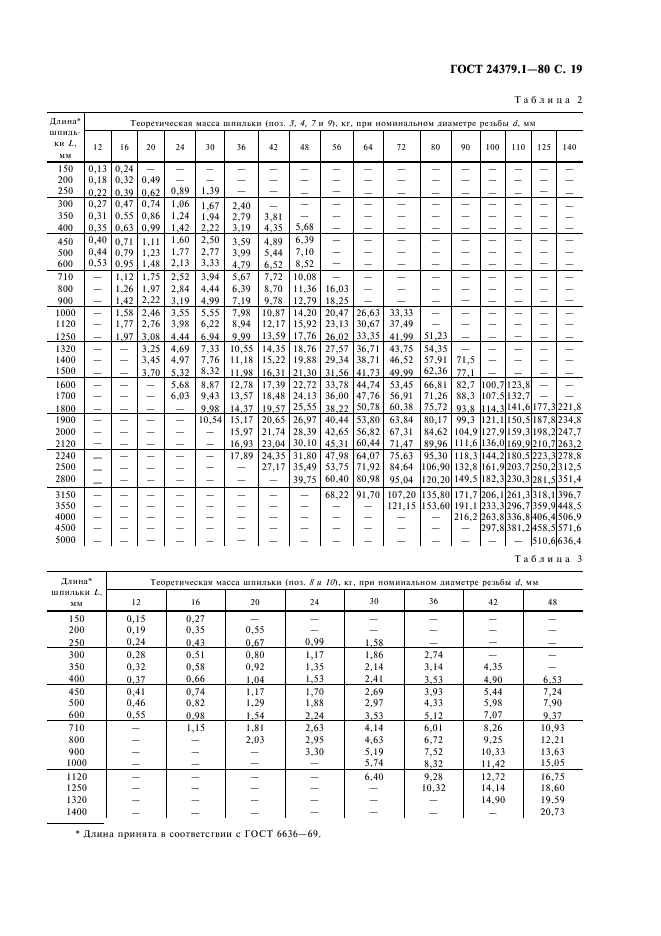 ГОСТ 24379.1—80 С. 19
Таблица 2
Длина* шпильки L, мм | Теоретическая масса шпильки (поз. 3, 4, 7 и 9), кг, при номинальном диаметре резьбы d, мм
12 16 20 24 30 36 42 48 56 64 72 80 90 100 110 125 140
150 0,13 0,24 — — — — — — — — — — — — — — —
200 0,18 0,32 0,49 — — — — — — — — — — — — — —
250 0,22 0,39 0,62 0,89 1,39 — — — — — — — — — — — —
300 0,27 0,47 0,74 1,06 1,67 2,40 — — — — — — — — — — —
350 0,31 0,55 0,86 1,24 1,94 2,79 3,81 — — — — — — — — — —
400 0,35 0,63 0,99 1,42 2,22 3,19 4,35 5,68 — — — — — — — — —
450 0,40 0,71 1,11 1,60 2,50 3,59 4,89 6,39 — — — — — — — — —
500 0,44 0,79 1,23 1,77 2,77 3,99 5,44 7,10 — — — — — — — — —
600 0,53 0,95 1,48 2,13 3,33 4,79 6,52 8,52 — — — — — — — — —
710 — 1,12 1,75 2,52 3,94 5,67 7,72 10,08 — — — — — — — — —
800 — 1,26 1,97 2,84 4,44 6,39 8,70 11,36 16,03 — — — — — — — —
900 — 1,42 2,22 3,19 4,99 7,19 9,78 12,79 18,25 — — — — — — — —
1000 — 1,58 2,46 3,55 5,55 7,98 10,87 14,20 20,47 26,63 33,33 — — — — — —
1120 — 1,77 2,76 3,98 6,22 8,94 12,17 15,92 23,13 30,67 37,49 — — — — — —
1250 — 1,97 3,08 4,44 6,94 9,99 13,59 17,76 26,02 33,35 41,99 51,23 — — — — —
1320 — — 3,25 4,69 7,33 10,55 14,35 18,76 27,57 36,71 43,75 54,35 — — — — —
1400 — — 3,45 4,97 7,76 11,18 15,22 19,88 29,34 38,71 46,52 57,91 71,5 — — — —
1500 — — 3,70 5,32 8,32 11,98 16,31 21,30 31,56 41,73 49,99 62,36 77,1 — — — —
1600 — — — 5,68 8,87 12,78 17,39 22,72 33,78 44,74 53,45 66,81 82,7 100,7 123,8 — —
1700 — — — 6,03 9,43 13,57 18,48 24,13 36,00 47,76 56,91 71,26 88,3 107,5 132,7 — —
1800 — — — — 9,98 14,37 19,57 25,55 38,22 50,78 60,38 75,72 93,8 114,3 141,6 177,3 221,8
1900 — — — — 10,54 15,17 20,65 26,97 40,44 53,80 63,84 80,17 99,3 121,1 150,5 187,8 234,8
2000 — — — — — 15,97 21,74 28,39 42,65 56,82 67,31 84,62 104,9 127,9 159,3 198,2 247,7
2120 — — — — — 16,93 23,04 30,10 45,31 60,44 71,47 89,96 111,6 136,0 169,9 210,7 263,2
2240 — — — — — 17,89 24,35 31,80 47,98 64,07 75,63 95,30 118,3 144,2 180,5 223,3 278,8
2500 — — — — — — 27,17 35,49 53,75 71,92 84,64 106,90 132,8 161,9 203,7 250,2 312,5
2800 — — — — — — — 39,75 60,40 80,98 95,04 120,20 149,5 182,3 230,3 281,5 351,4
3150 — — — — — — — — 68,22 91,70 107,20 135,80 171,7 206,1 261,3 318,1 396,7
3550 — — — — — — — — — — 121,15 153,60 191,1 233,3 296,7 359,9 448,5
4000 — — — — — — — — — — — — 216,2 263,8 336,8 406,4 506,9
4500 — — — — — — — — — — — — — 297,8 381,2 458,5 571,6
5000 — — — — — — — — — — — — — — — 510,6 636,4
Таблица 3
Длина* шпильки L, мм | Теоретическая масса шпильки (поз. 8 и 10), кг, при номинальном диаметре резьбы d, мм
12 16 20 24 30 36 42 48
150 0,15 0,27 — — — — — —
200 0,19 0,35 0,55 — — — — —
250 0,24 0,43 0,67 0,99 1,58 — — —
300 0,28 0,51 0,80 1,17 1,86 2,74 — —
350 0,32 0,58 0,92 1,35 2,14 3,14 4,35 —
400 0,37 0,66 1,04 1,53 2,41 3,53 4,90 6,53
450 0,41 0,74 1,17 1,70 2,69 3,93 5,44 7,24
500 0,46 0,82 1,29 1,88 2,97 4,33 5,98 7,90
600 0,55 0,98 1,54 2,24 3,53 5,12 7,07 9,37
710 — 1,15 1,81 2,63 4,14 6,01 8,26 10,93
800 — — 2,03 2,95 4,63 6,72 9,25 12,21
900 — — — 3,30 5,19 7,52 10,33 13,63
1000 — — — — 5,74 8,32 11,42 15,05
1120 — — — — 6,40 9,28 12,72 16,75
1250 — — — — — 10,32 14,14 18,60
1320 — — — — — — 14,90 19,59
1400 — — — — — — — 20,73
* Длина принята в соответствии с ГОСТ 6636—69.